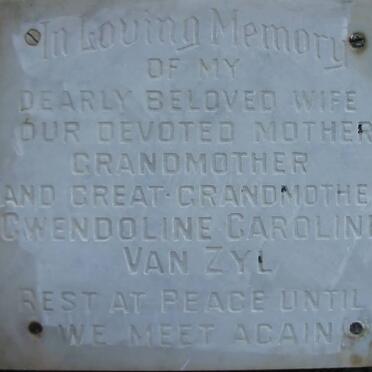 In Loving Memory
OF MY
DEARLY BELOVED WIFE
OUR DEVOTED MOTHER
GRANDMOTHER
AND GREAT-GRANDMOTHE
GWENDOLINE CAROLINE
VAN ZYL
REST AT PEACE UNTIL
WE MEET AGAIN